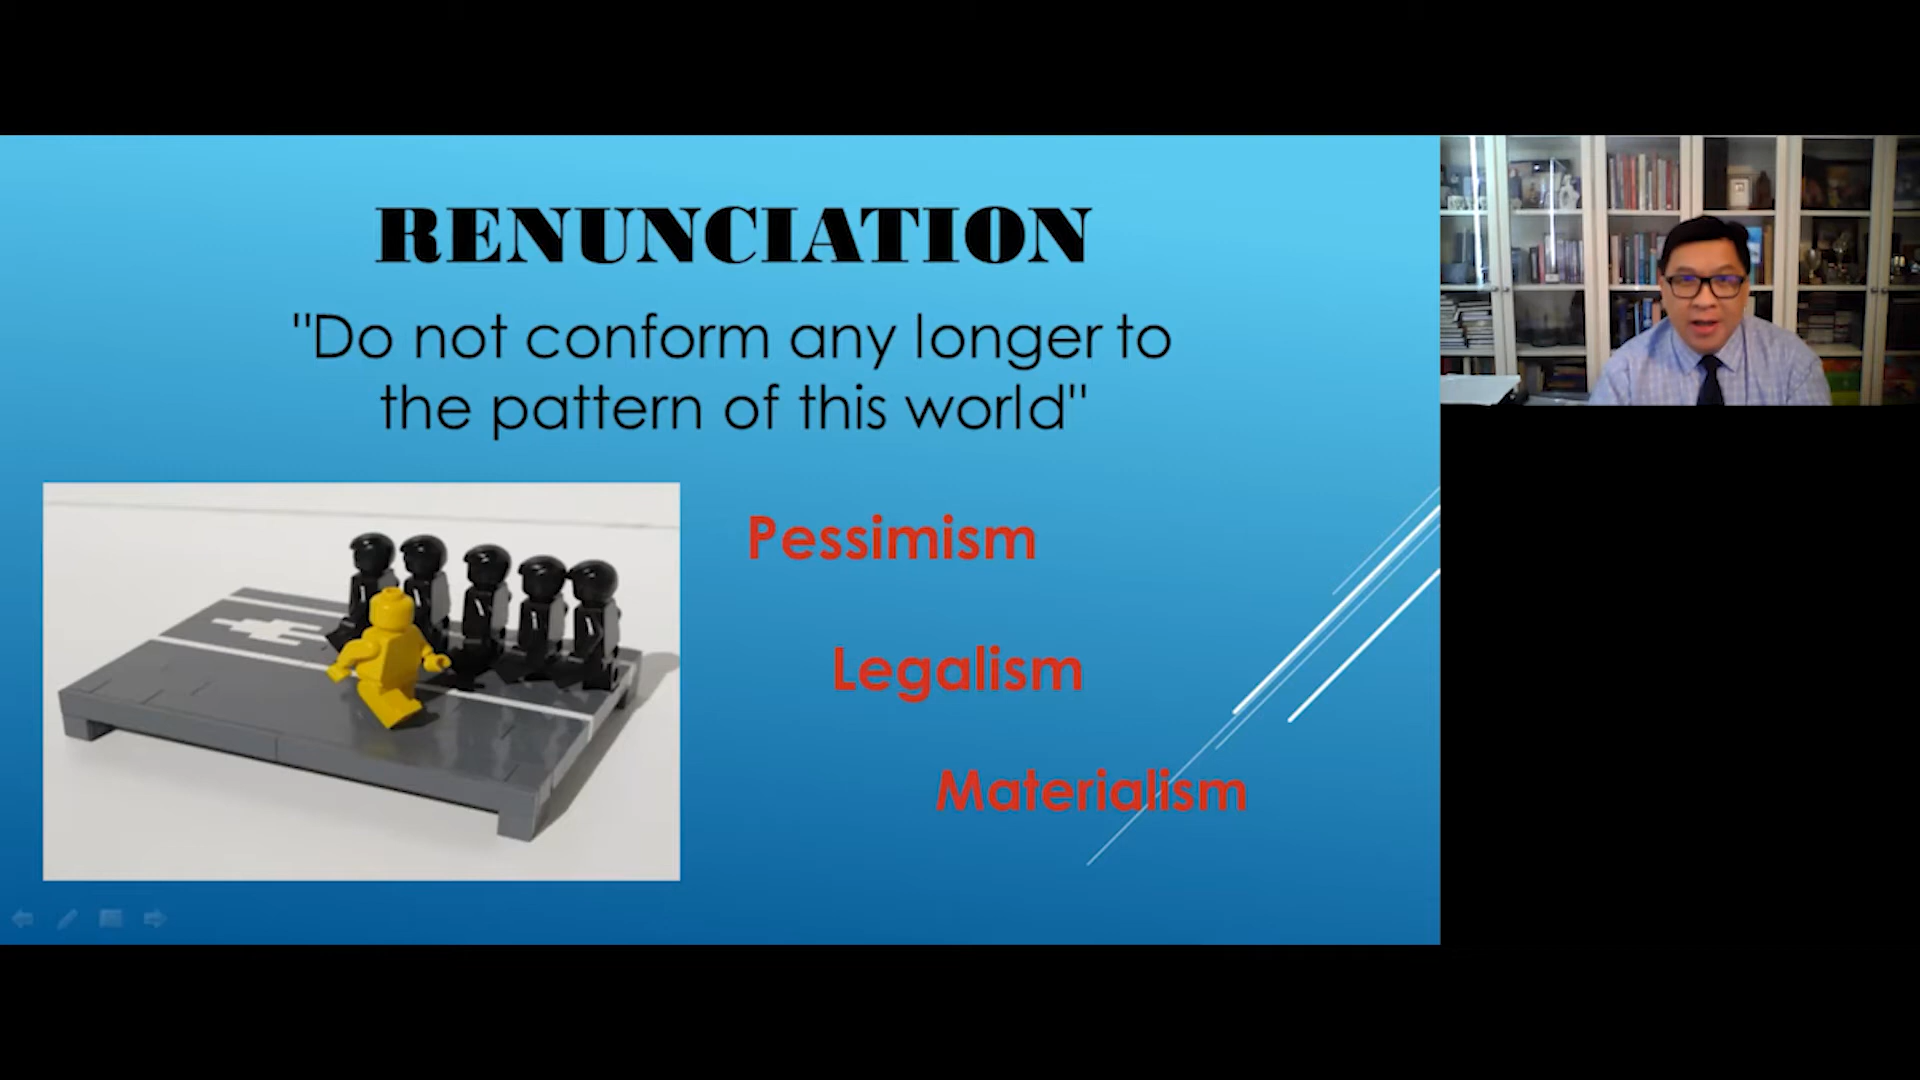 RENUNCIATION
"Do not conform any longer to
the pattern of this world"
Pessimism
Legalism
Materialism